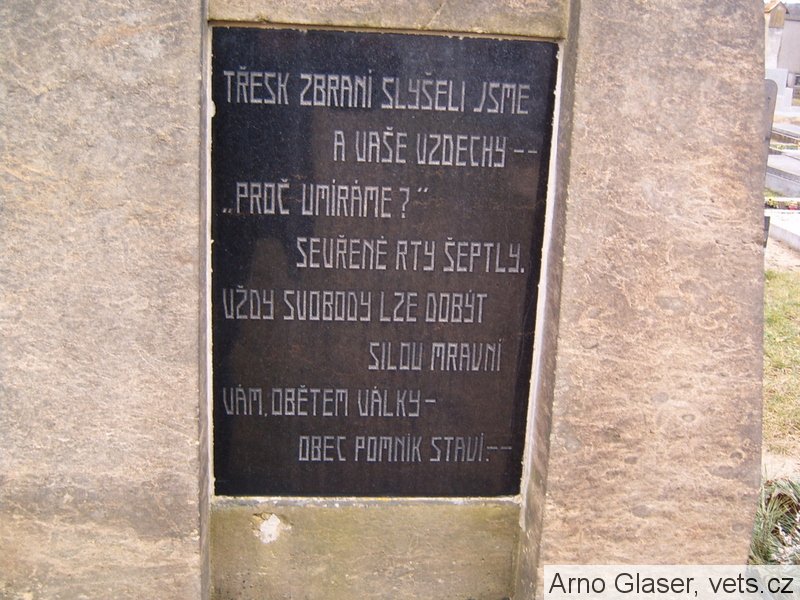 TŘESK ZBRANÍ SLYŠELI JSME
A VAŠE VZDECHY --
„PROČ UMÍRÁME?“
SEVŘENÉ RTY ŠEPTLY.
VŽDY SVOBODY LZE DOBÝT
SILOU MRAVNÍ
VÁM, OBĚTEM VÁLKY -
OBEC POMNÍK STAVÍ:--
Arno Glaser, vets.cz